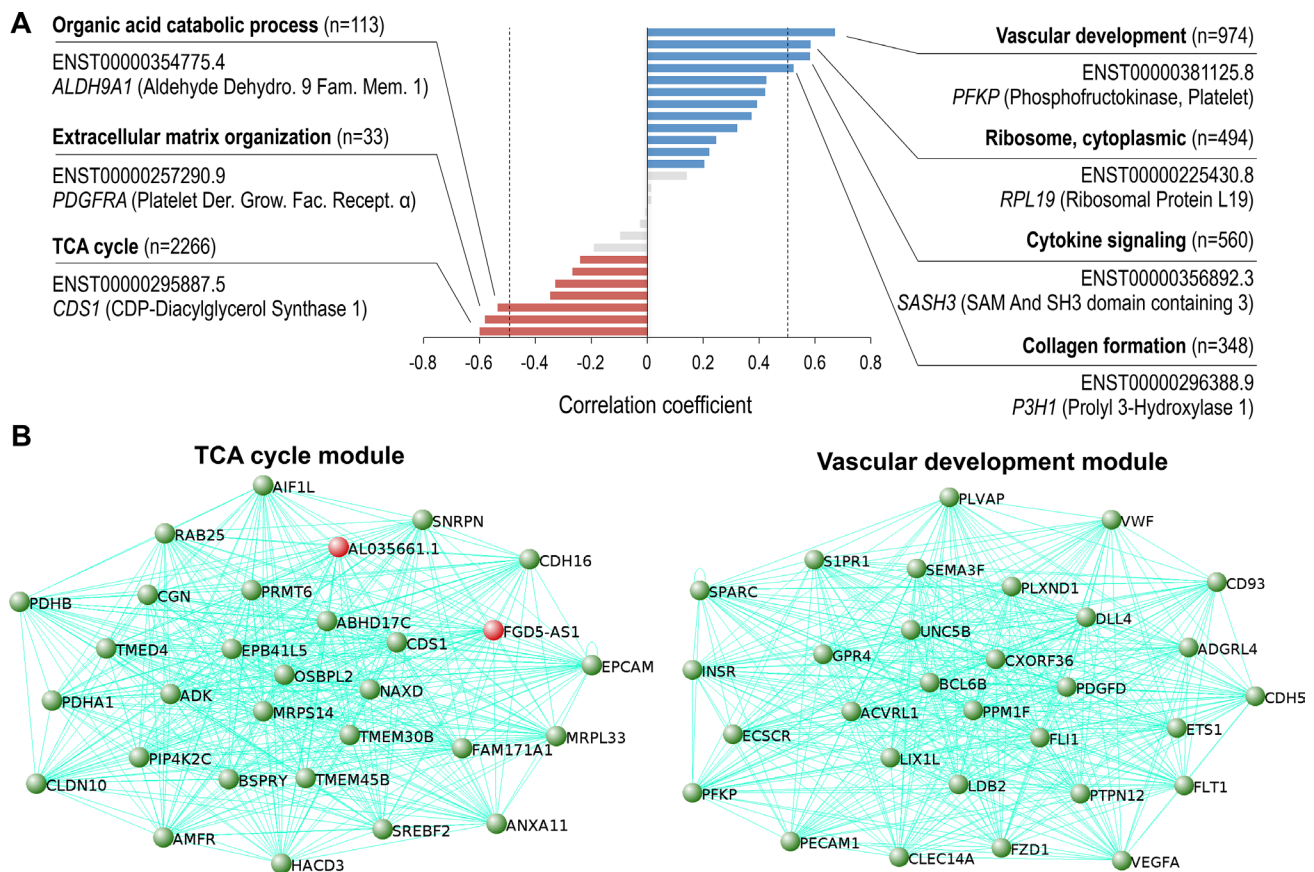 A
Organic acid catabolic process (n=113)
ENST00000354775.4
ALDH9A1 (Aldehyde Dehydro. 9 Fam. Mem. 1)
Extracellular matrix organization (n=33)
ENST00000257290.9
PDGFRA (Platelet Der. Grow. Fac. Recept. α)
TCA cycle (n=2266)
ENST00000295887.5
CDS1 (CDP-Diacylglycerol Synthase 1)
Vascular development (n=974)
ENST00000381125.8
PFKP (Phosphofructokinase, Platelet)
Ribosome, cytoplasmic (n=494)
ENST00000225430.8
RPL19 (Ribosomal Protein L19)
Cytokine signaling (n=560)
ENST00000356892.3
SASH3 (SAM And SH3 domain containing 3)
Collagen formation (n=348)
ENST00000296388.9
P3H1 (Prolyl 3-Hydroxylase 1)
-0.8 -0.6 -0.4 -0.2 0 0.2 0.4 0.6 0.8
Correlation coefficient
B
TCA cycle module
AIF1L
SNRPN
RAB25
AL035661.1
CDH16
PRMT6
CGN
PDHB
ABHD17C
FGD5-AS1
CDS1
TMED4
EPB41L5
EPCAM
OSBPL2
NAXD
ADK
PDHA1
MRPS14
TMEM30B
MRPL33
FAM171A1
PIP4K2C
BSPRY
TMEM45B
CLDN10
ANXA11
SREBF2
AMFR
HACD3
Vascular development module
PLVAP
VWF
S1PR1
SEMA3F
CD93
PLXND1
SPARC
DLL4
UNC5B
ADGRL4
GPR4
CXORF36
INSR
BCL6B
PDGFD
CDH5
ACVRL1
PPM1F
ETS1
ECSCR
FLI1
LIX1L
LDB2
FLT1
PFKP
PTPN12
PECAM1
FZD1
CLEC14A
VEGFA